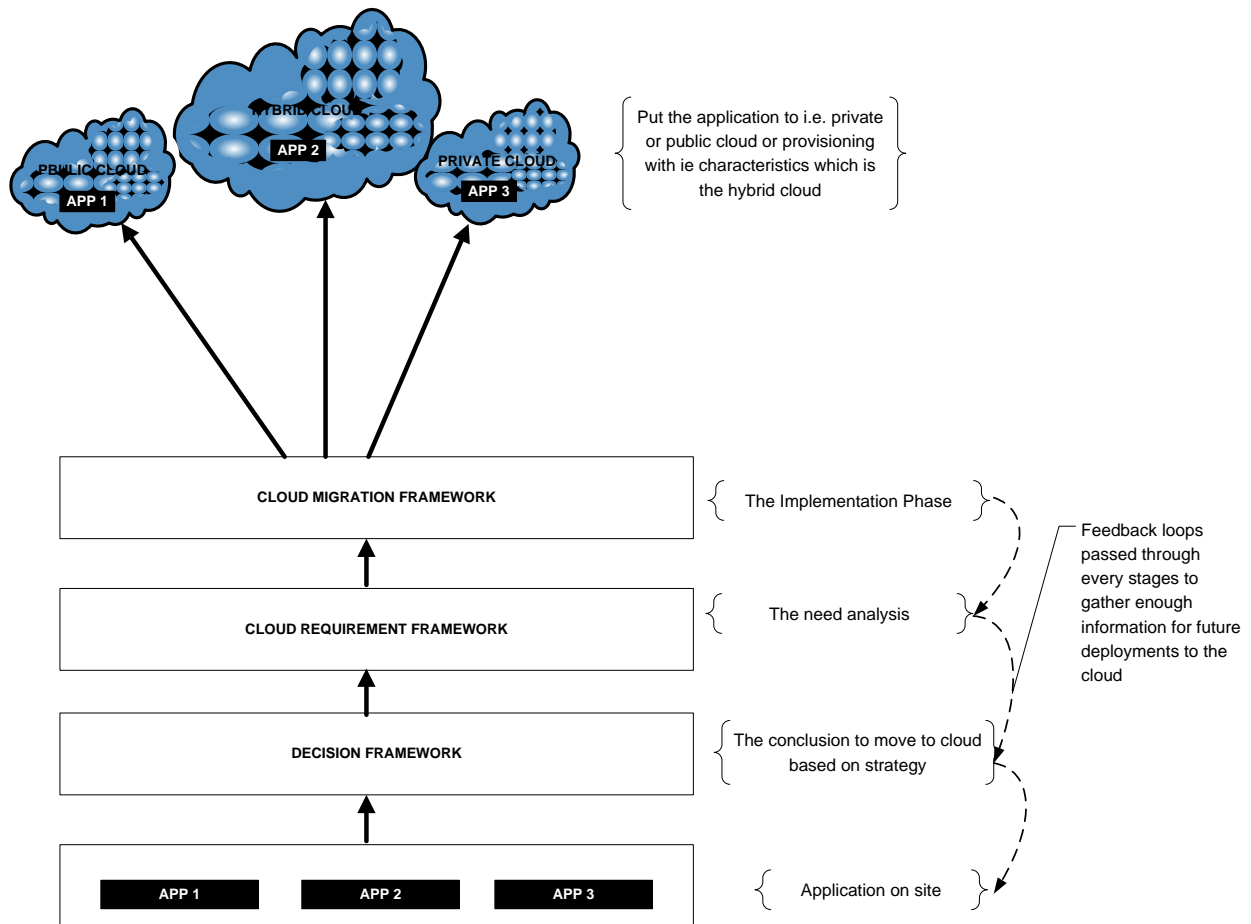 HYBRID CLOUD
APP 2
PBULIC CLOUD
APP 1
PRIVATE CLOUD
APP 3
Put the application to i.e. private
or public cloud or provisioning
with ie characteristics which is
the hybrid cloud
CLOUD MIGRATION FRAMEWORK
The Implementation Phase
Feedback loops
passed through
every stages to
gather enough
information for future
deployments to the
cloud
CLOUD REQUIREMENT FRAMEWORK
The need analysis
DECISION FRAMEWORK
The conclusion to move to cloud
based on strategy
APP 1
APP 2
APP 3
Application on site